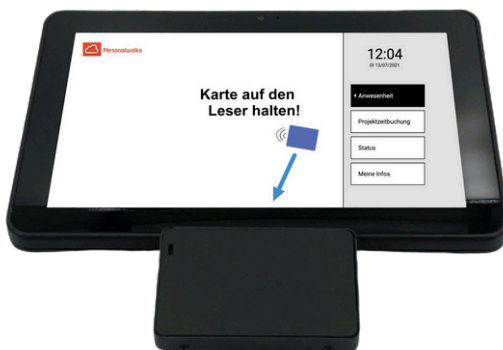 Personalwolke
Karte auf den
Leser halten!
12:04
Di 13/07/2021
Anwesenheit
Projektzeitbuchung
Status
Meine Infos